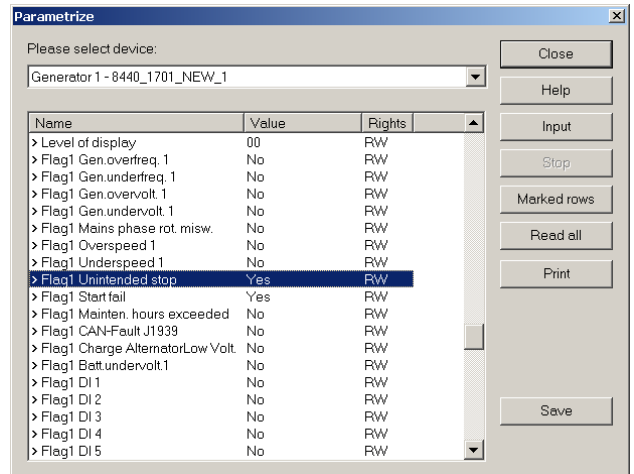 Parametrize
Please select device:
Generator 1 - 8440_1701_NEW_1
Close
Help
Input
Stop
Marked rows
Read all
Print
Save
Name Value Rights
> Level of display 00 RW
> Flag1 Gen.overfreq. 1 No RW
> Flag1 Gen.underfreq. 1 No RW
> Flag1 Gen.overvolt. 1 No RW
> Flag1 Gen.undervolt. 1 No RW
> Flag1 Mains phase rot. misw. No RW
> Flag1 Overspeed 1 No RW
> Flag1 Underspeed 1 No RW
> Flag1 Unintended stop Yes RW
> Flag1 Start fail Yes RW
> Flag1 Mainten. hours exceeded No RW
> Flag1 CAN-Fault J1939 No RW
> Flag1 Charge AlternatorLow Volt. No RW
> Flag1 Batt.undervolt.1 No RW
> Flag1 DI 1 No RW
> Flag1 DI 2 No RW
> Flag1 DI 3 No RW
> Flag1 DI 4 No RW
> Flag1 DI 5 No RW